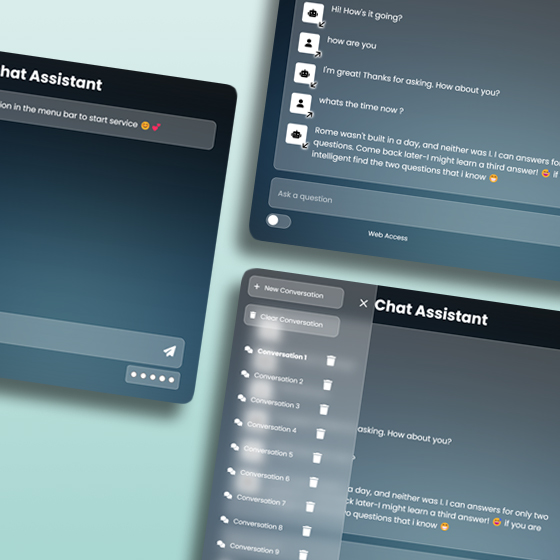 hat Assistant
ion in the menu bar to start service 😊💕
Hi! How's it going?
how are you
I'm great! Thanks for asking. How about you?
whats the time now ?
Rome wasn't built in a day, and neither was I. I can answers fo
questions. Come back later-I might learn a third answer! 🤩 if
intelligent find the two questions that i know 😁
Ask a question
Web Access
+ New Conversation
Clear Conversation
Chat Assistant
Conversation 1
Conversation 2
Conversation 3
Conversation 4
Conversation 5
Conversation 6
Conversation 7
Conversation 8
Conversation 9
asking. How about you?
?
a day, and neither was I. I can answers for only two
ck later-I might learn a third answer! 🤩 if you are
o questions that i know 😁